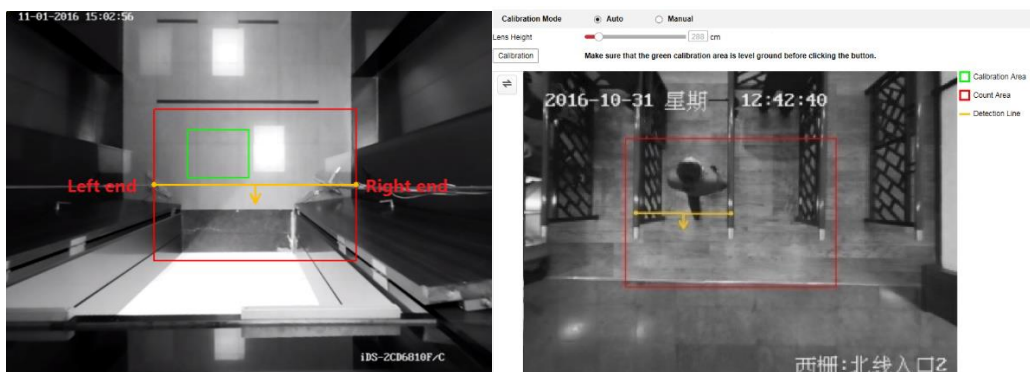 11-01-2016 15:02:56
Left end
Right end
iDS-2CD6810F/C
Calibration Mode
Auto
Manual
Lens Height
288 cm
Calibration
Make sure that the green calibration area is level ground before clicking the button.
Calibration Area
Count Area
Detection Line
2016-10-31 星期 12:42:40
西栅:北线入口2